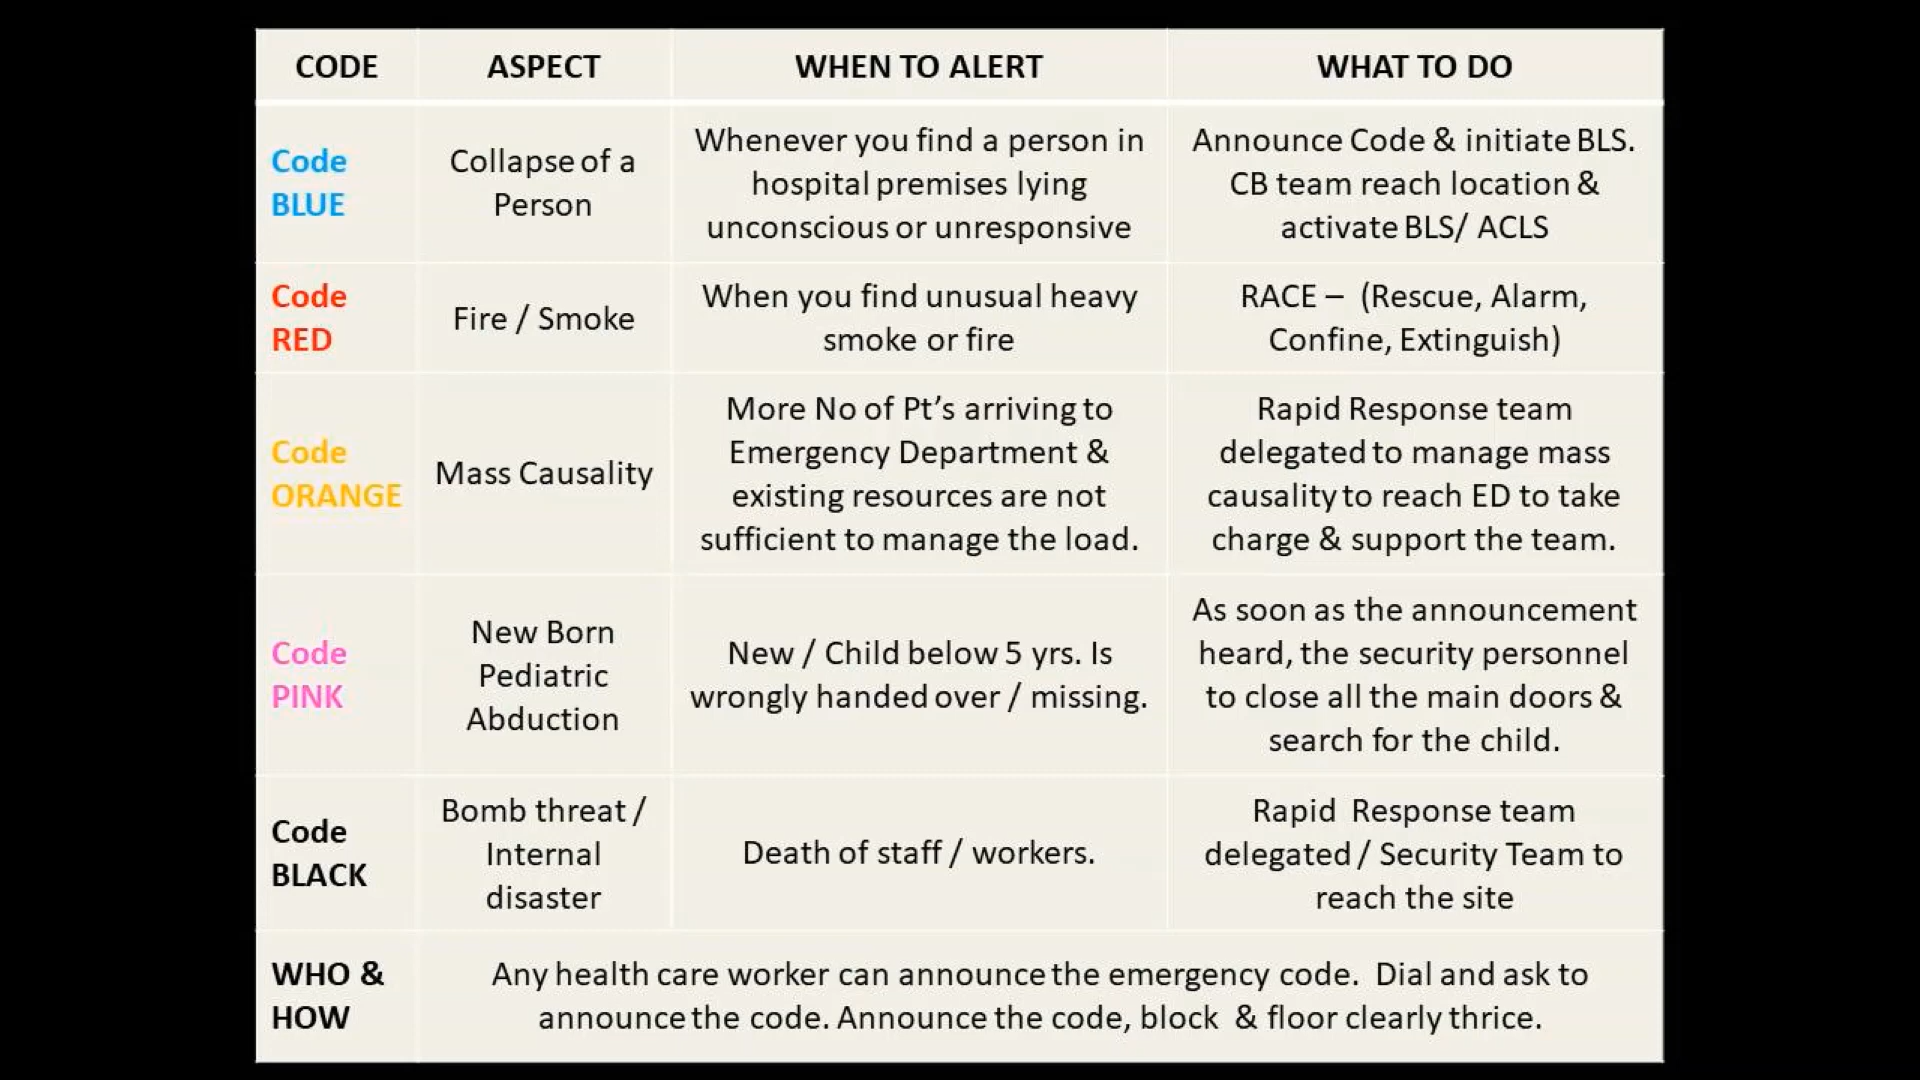 CODE ASPECT WHEN TO ALERT WHAT TO DO
Code
BLUE
Collapse of a
Person
Whenever you find a person in
hospital premises lying
unconscious or unresponsive
Announce Code & initiate BLS.
CB team reach location &
activate BLS/ ACLS
Code
RED
Fire / Smoke
When you find unusual heavy
smoke or fire
RACE – (Rescue, Alarm,
Confine, Extinguish)
Code
ORANGE
Mass Causality
More No of Pt’s arriving to
Emergency Department &
existing resources are not
sufficient to manage the load.
Rapid Response team
delegated to manage mass
causality to reach ED to take
charge & support the team.
Code
PINK
New Born
Pediatric
Abduction
New / Child below 5 yrs. Is
wrongly handed over / missing.
As soon as the announcement
heard, the security personnel
to close all the main doors &
search for the child.
Code
BLACK
Bomb threat /
Internal
disaster
Death of staff / workers.
Rapid Response team
delegated / Security Team to
reach the site
WHO &
HOW
Any health care worker can announce the emergency code. Dial and ask to
announce the code. Announce the code, block & floor clearly thrice.